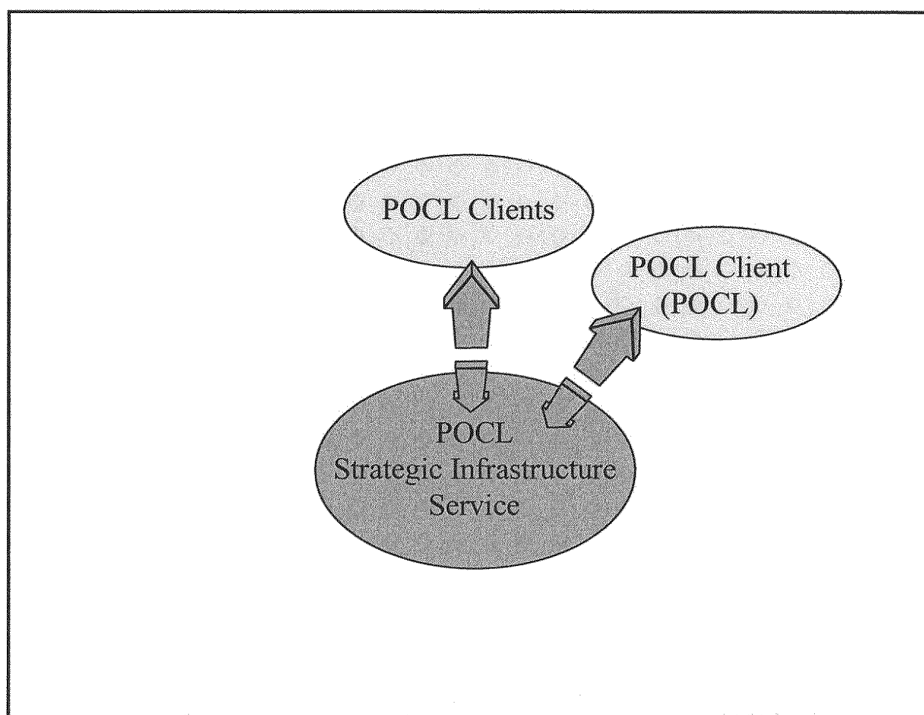 POCL Clients
POCL Client
(POCL)
POCL
Strategic Infrastructure
Service